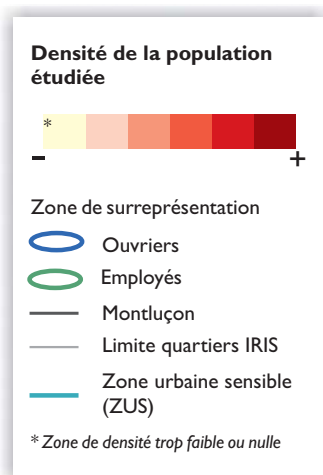 Densité de la population
étudiée
*
- +
Zone de surreprésentation
Ouvriers
Employés
Montluçon
Limite quartiers IRIS
Zone urbaine sensible
(ZUS)
* Zone de densité trop faible ou nulle